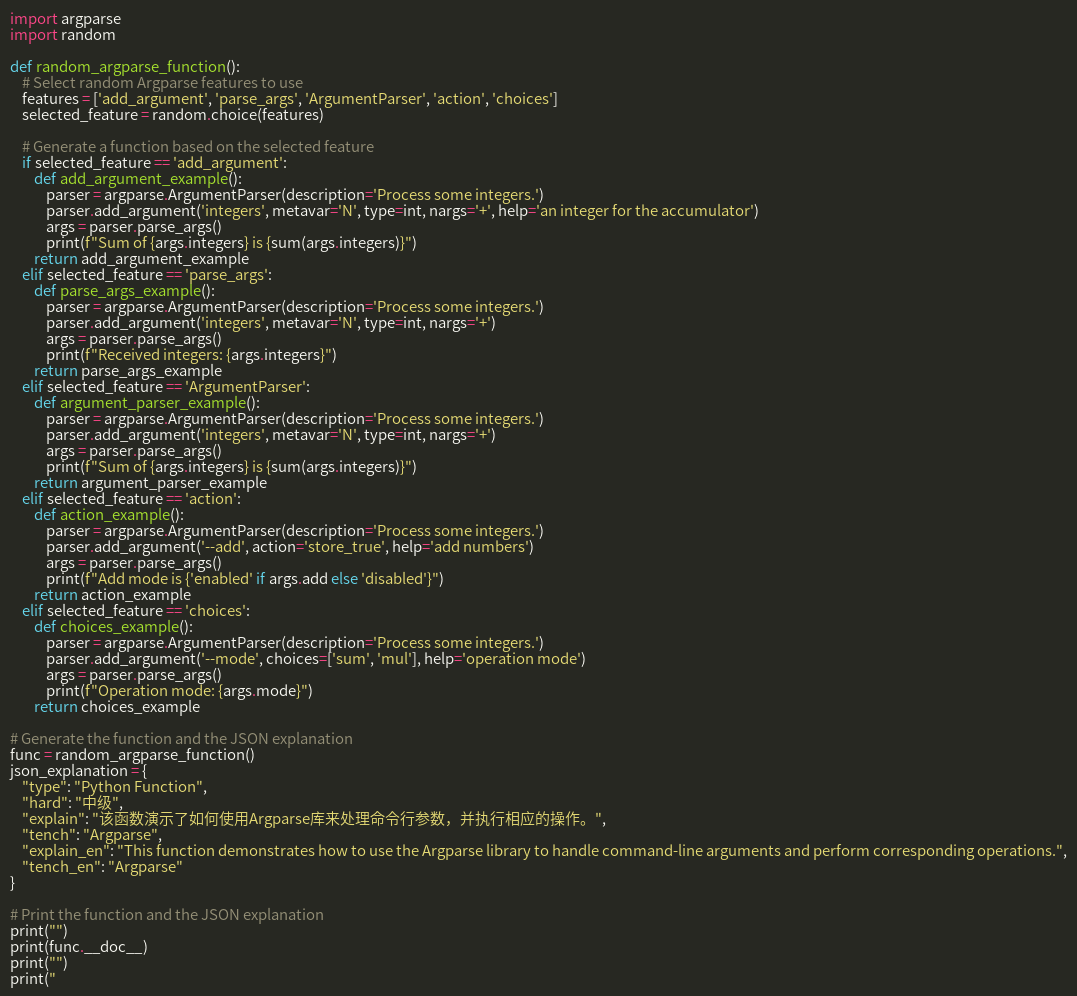 import argparse
import random

def random_argparse_function():
    # Select random Argparse features to use
    features = ['add_argument', 'parse_args', 'ArgumentParser', 'action', 'choices']
    selected_feature = random.choice(features)

    # Generate a function based on the selected feature
    if selected_feature == 'add_argument':
        def add_argument_example():
            parser = argparse.ArgumentParser(description='Process some integers.')
            parser.add_argument('integers', metavar='N', type=int, nargs='+', help='an integer for the accumulator')
            args = parser.parse_args()
            print(f"Sum of {args.integers} is {sum(args.integers)}")
        return add_argument_example
    elif selected_feature == 'parse_args':
        def parse_args_example():
            parser = argparse.ArgumentParser(description='Process some integers.')
            parser.add_argument('integers', metavar='N', type=int, nargs='+')
            args = parser.parse_args()
            print(f"Received integers: {args.integers}")
        return parse_args_example
    elif selected_feature == 'ArgumentParser':
        def argument_parser_example():
            parser = argparse.ArgumentParser(description='Process some integers.')
            parser.add_argument('integers', metavar='N', type=int, nargs='+')
            args = parser.parse_args()
            print(f"Sum of {args.integers} is {sum(args.integers)}")
        return argument_parser_example
    elif selected_feature == 'action':
        def action_example():
            parser = argparse.ArgumentParser(description='Process some integers.')
            parser.add_argument('--add', action='store_true', help='add numbers')
            args = parser.parse_args()
            print(f"Add mode is {'enabled' if args.add else 'disabled'}")
        return action_example
    elif selected_feature == 'choices':
        def choices_example():
            parser = argparse.ArgumentParser(description='Process some integers.')
            parser.add_argument('--mode', choices=['sum', 'mul'], help='operation mode')
            args = parser.parse_args()
            print(f"Operation mode: {args.mode}")
        return choices_example

# Generate the function and the JSON explanation
func = random_argparse_function()
json_explanation = {
    "type": "Python Function",
    "hard": "中级",
    "explain": "该函数演示了如何使用Argparse库来处理命令行参数，并执行相应的操作。",
    "tench": "Argparse",
    "explain_en": "This function demonstrates how to use the Argparse library to handle command-line arguments and perform corresponding operations.",
    "tench_en": "Argparse"
}

# Print the function and the JSON explanation
print("")
print(func.__doc__)
print("")
print("